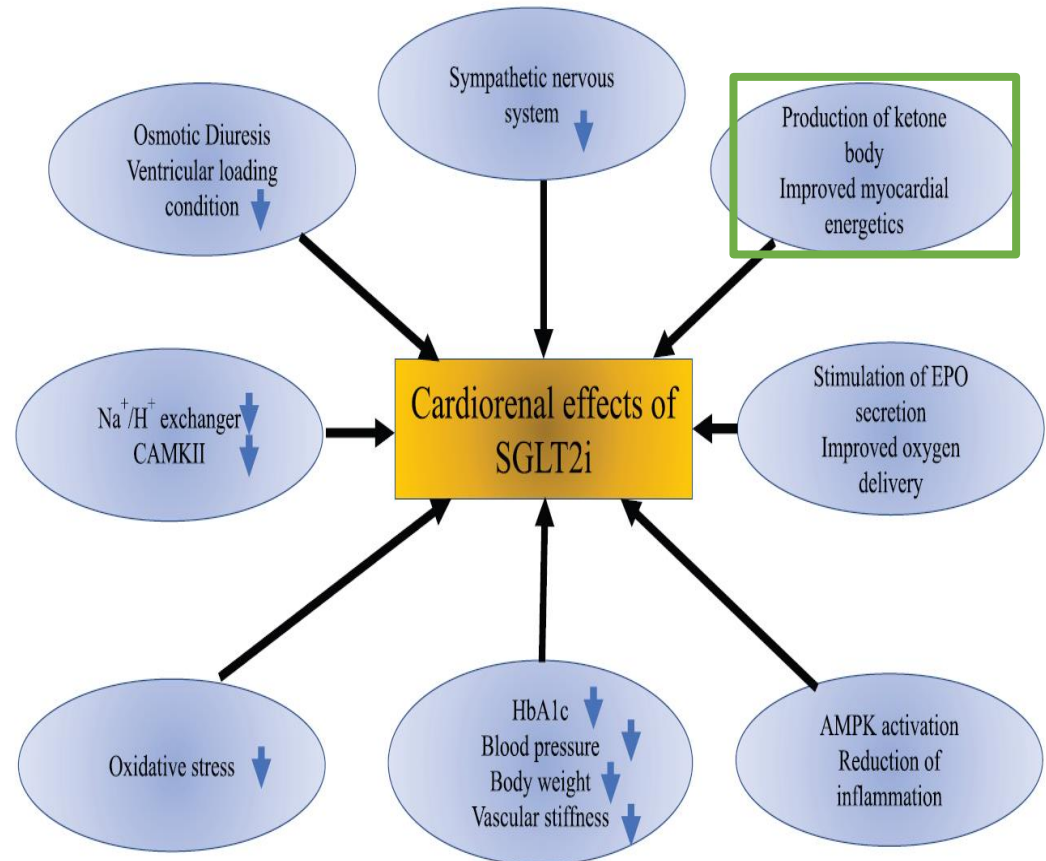 Sympathetic nervous
system
Osmotic Diuresis
Ventricular loading
condition
Production of ketone
body
Improved myocardial
energetics
Na⁺/H⁺ exchanger
CAMKII
Cardiorenal effects of
SGLT2i
Stimulation of EPO
secretion
Improved oxygen
delivery
Oxidative stress
HbA1c
Blood pressure
Body weight
Vascular stiffness
AMPK activation
Reduction of
inflammation